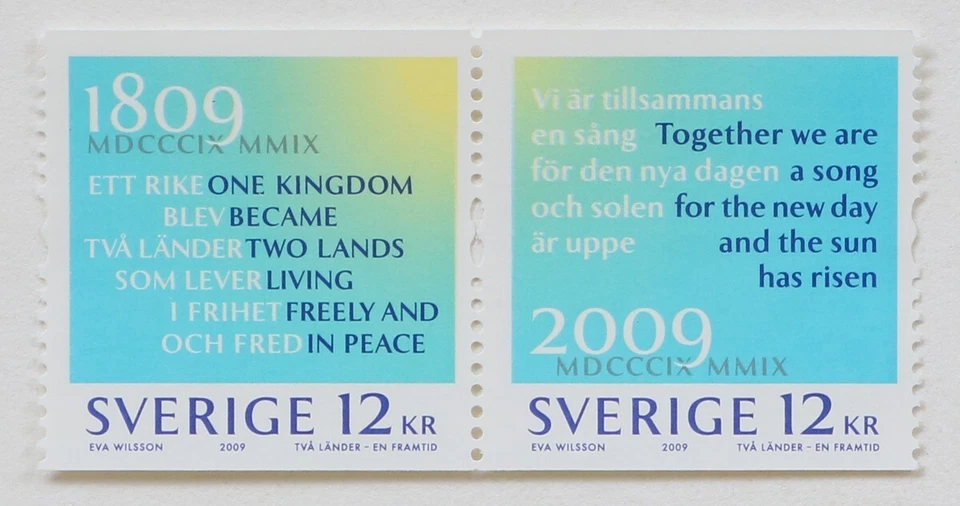 1809
MDCCCIX MMIX
ETT RIKE ONE KINGDOM
BLEV BECAME
TVÅ LÄNDER TWO LANDS
SOM LEVER LIVING
I FRIHET FREELY AND
OCH FRED IN PEACE
SVERIGE 12 KR
EVA WILSSON 2009 TVÅ LÄNDER – EN FRAMTID
Vi är tillsammans
en sång Together we are
för den nya dagen a song
och solen for the new day
är uppe and the sun
has risen
2009
MDCCCIX MMIX
SVERIGE 12 KR
EVA WILSSON 2009 TVÅ LÄNDER – EN FRAMTID